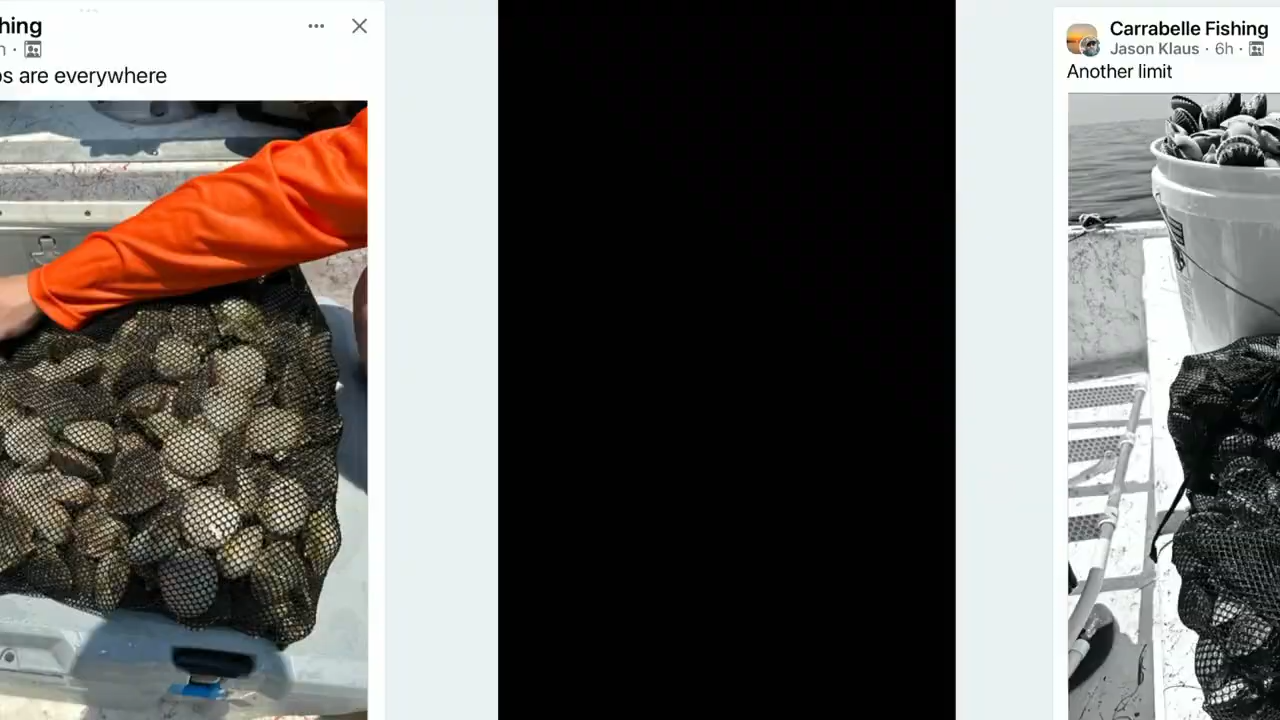 hing
h ·
os are everywhere
Carrabelle Fishing
Jason Klaus · 6h ·
Another limit